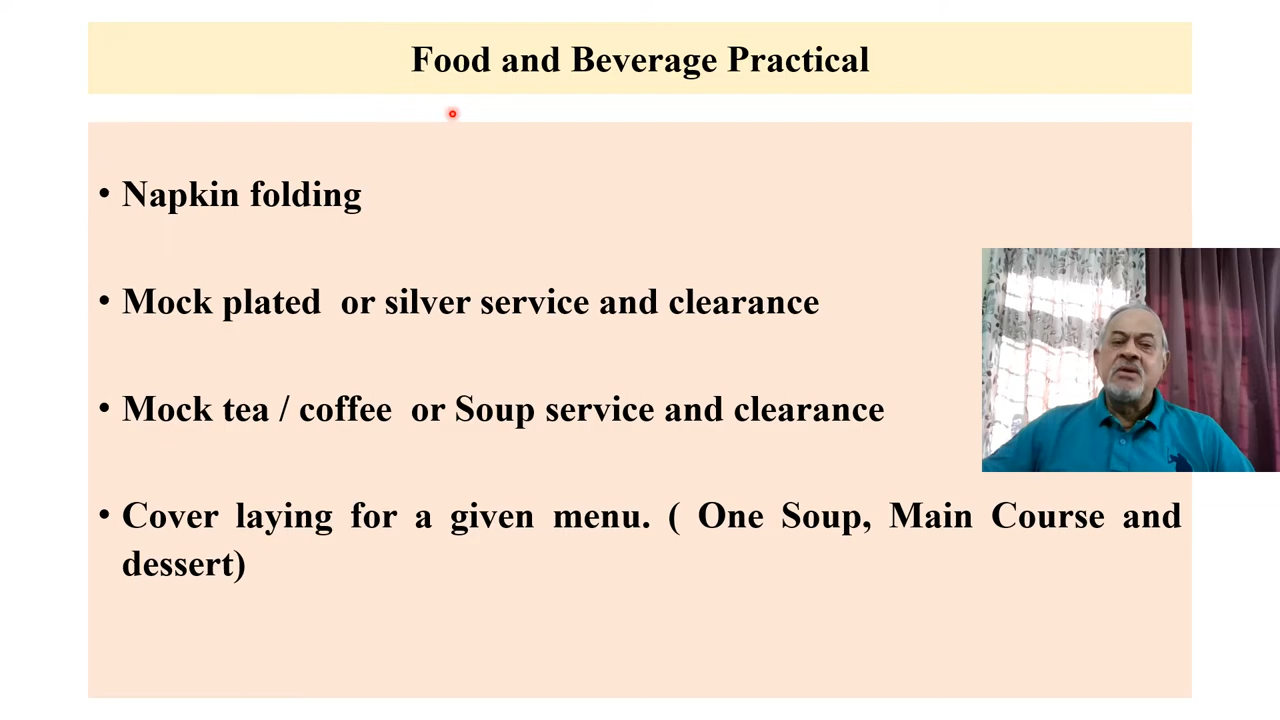 Food and Beverage Practical
• Napkin folding
• Mock plated or silver service and clearance
• Mock tea / coffee or Soup service and clearance
• Cover laying for a given menu. ( One Soup, Main Course and
dessert)